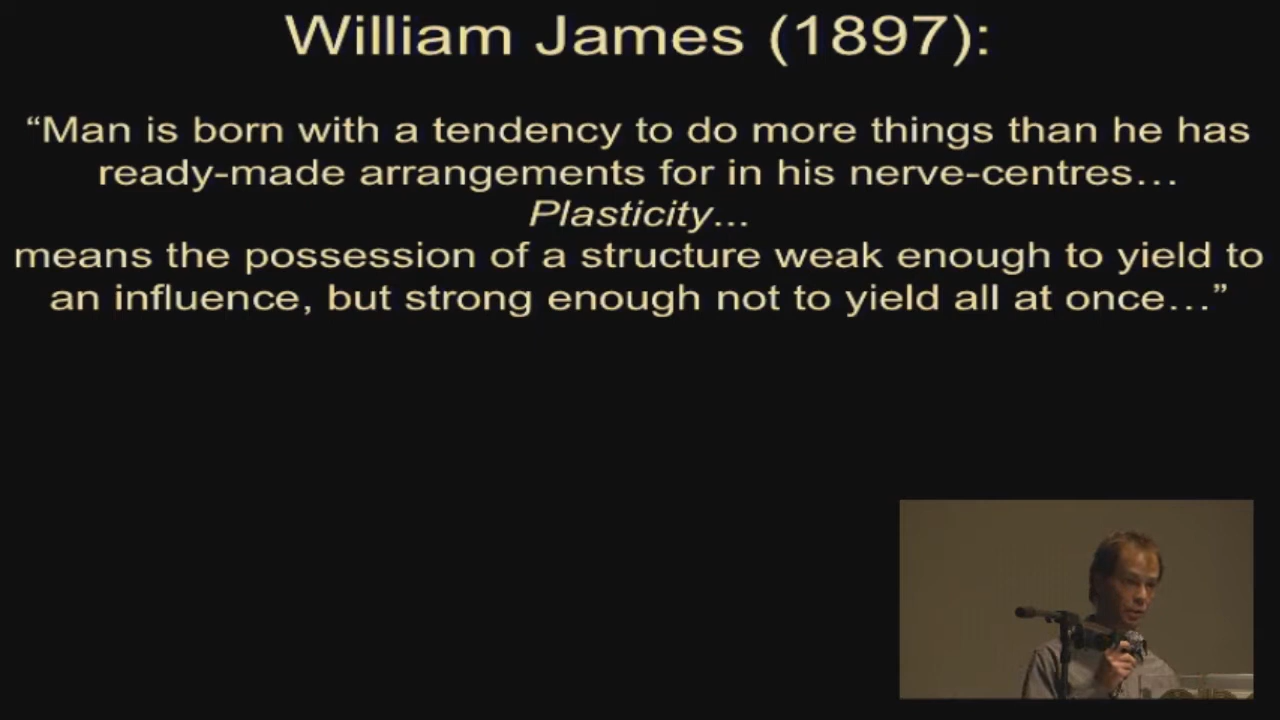 William James (1897):
“Man is born with a tendency to do more things than he has
ready-made arrangements for in his nerve-centres…
Plasticity...
means the possession of a structure weak enough to yield to
an influence, but strong enough not to yield all at once…”